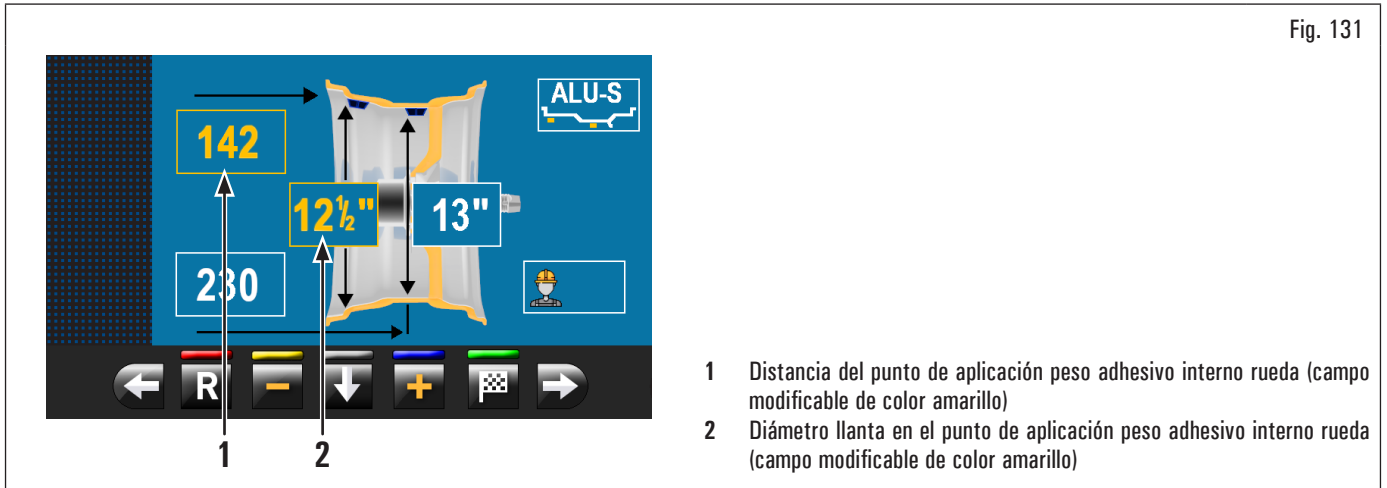 Fig. 131
ALU-S
142
12½"
13"
230
R
1
2
1 Distancia del punto de aplicación peso adhesivo interno rueda (campo
modificable de color amarillo)
2 Diámetro llanta en el punto de aplicación peso adhesivo interno rueda
(campo modificable de color amarillo)